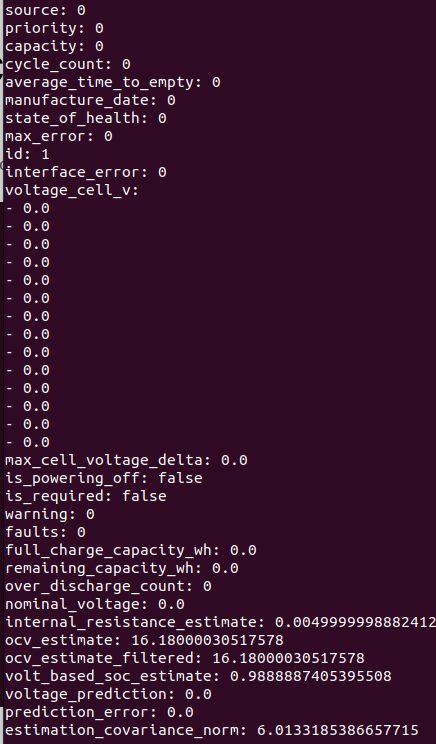 source: 0
priority: 0
capacity: 0
cycle_count: 0
average_time_to_empty: 0
manufacture_date: 0
state_of_health: 0
max_error: 0
id: 1
interface_error: 0
voltage_cell_v:
- 0.0
- 0.0
- 0.0
- 0.0
- 0.0
- 0.0
- 0.0
- 0.0
- 0.0
- 0.0
- 0.0
- 0.0
- 0.0
- 0.0
max_cell_voltage_delta: 0.0
is_powering_off: false
is_required: false
warning: 0
faults: 0
full_charge_capacity_wh: 0.0
remaining_capacity_wh: 0.0
over_discharge_count: 0
nominal_voltage: 0.0
internal_resistance_estimate: 0.0049999998882412
ocv_estimate: 16.18000030517578
ocv_estimate_filtered: 16.18000030517578
volt_based_soc_estimate: 0.9888887405395508
voltage_prediction: 0.0
prediction_error: 0.0
estimation_covariance_norm: 6.0133185386657715